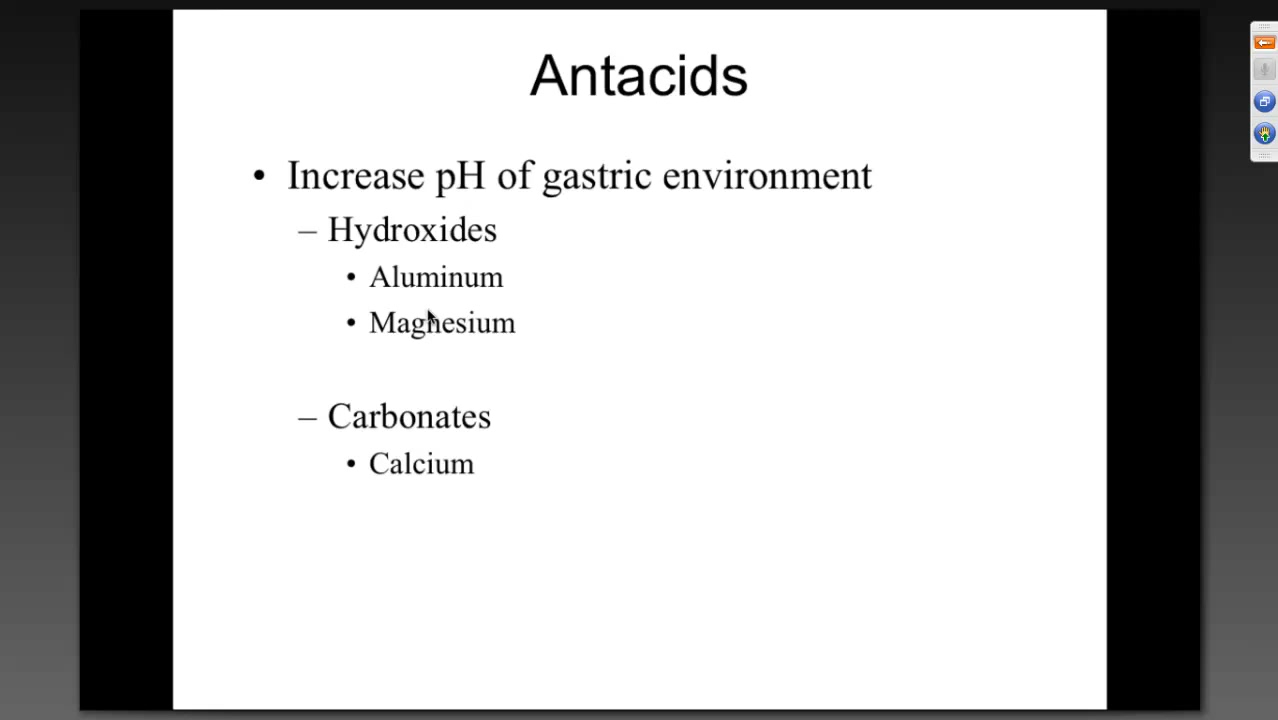 Antacids
• Increase pH of gastric environment
– Hydroxides
• Aluminum
• Magnesium
– Carbonates
• Calcium